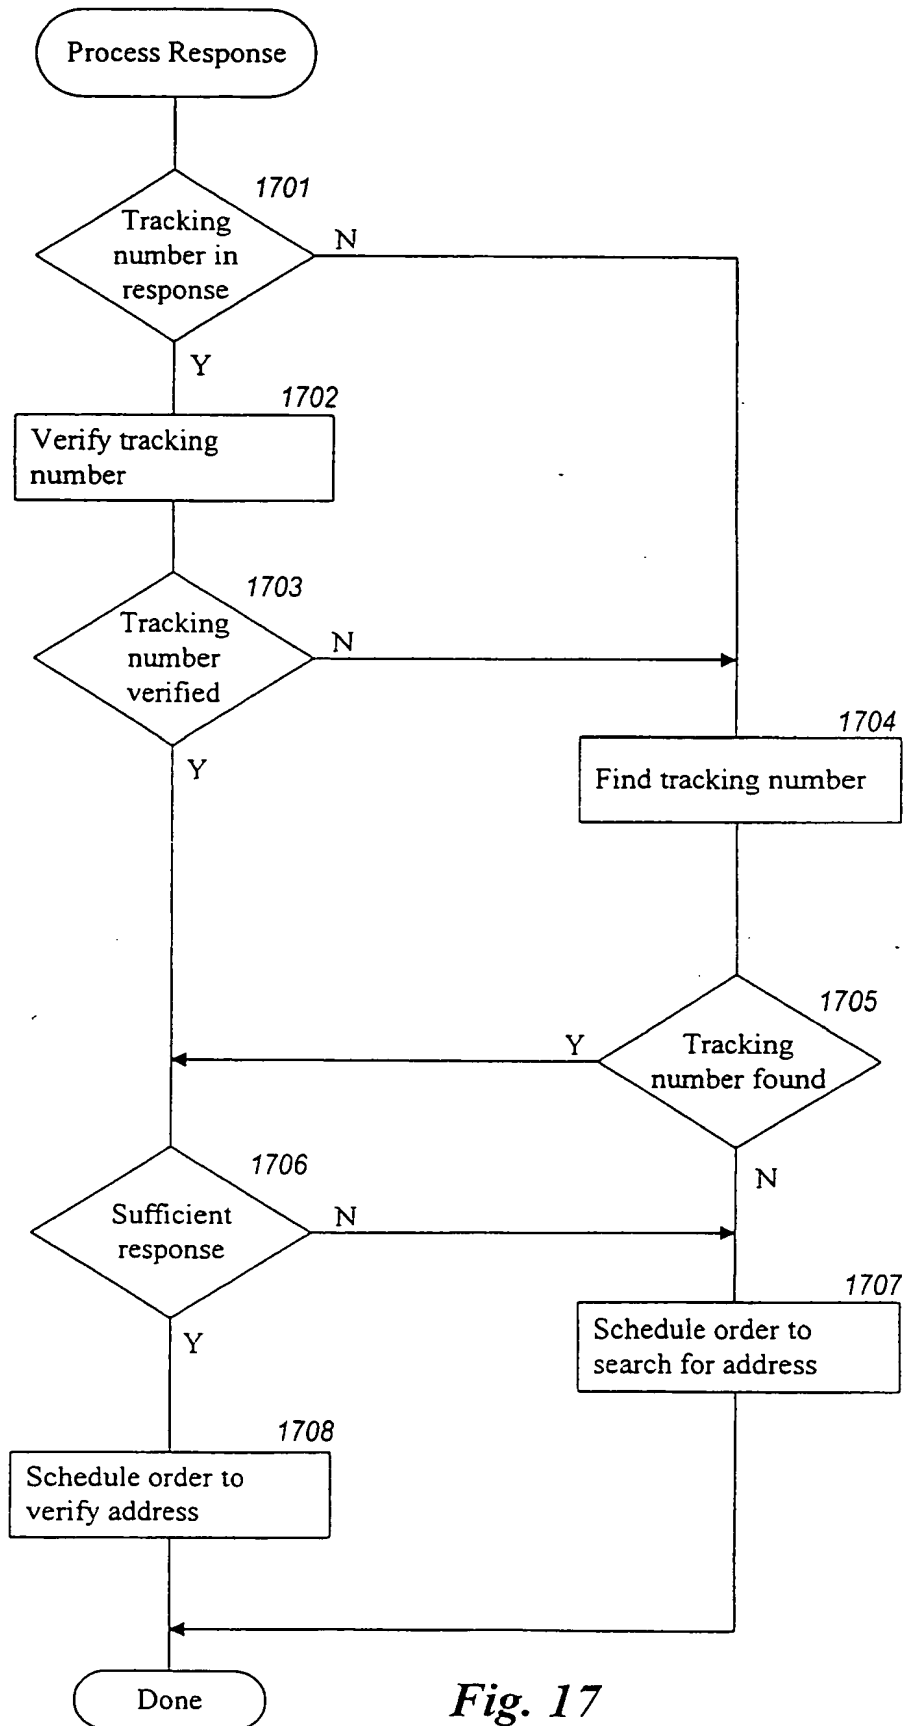 Process Response
1701
Tracking
number in
response
N
Y
1702
Verify tracking
number
1703
Tracking
number
verified
N
Y
1704
Find tracking number
1705
Tracking
number found
Y
N
1706
Sufficient
response
N
Y
1707
Schedule order to
search for address
1708
Schedule order to
verify address
Done
Fig. 17